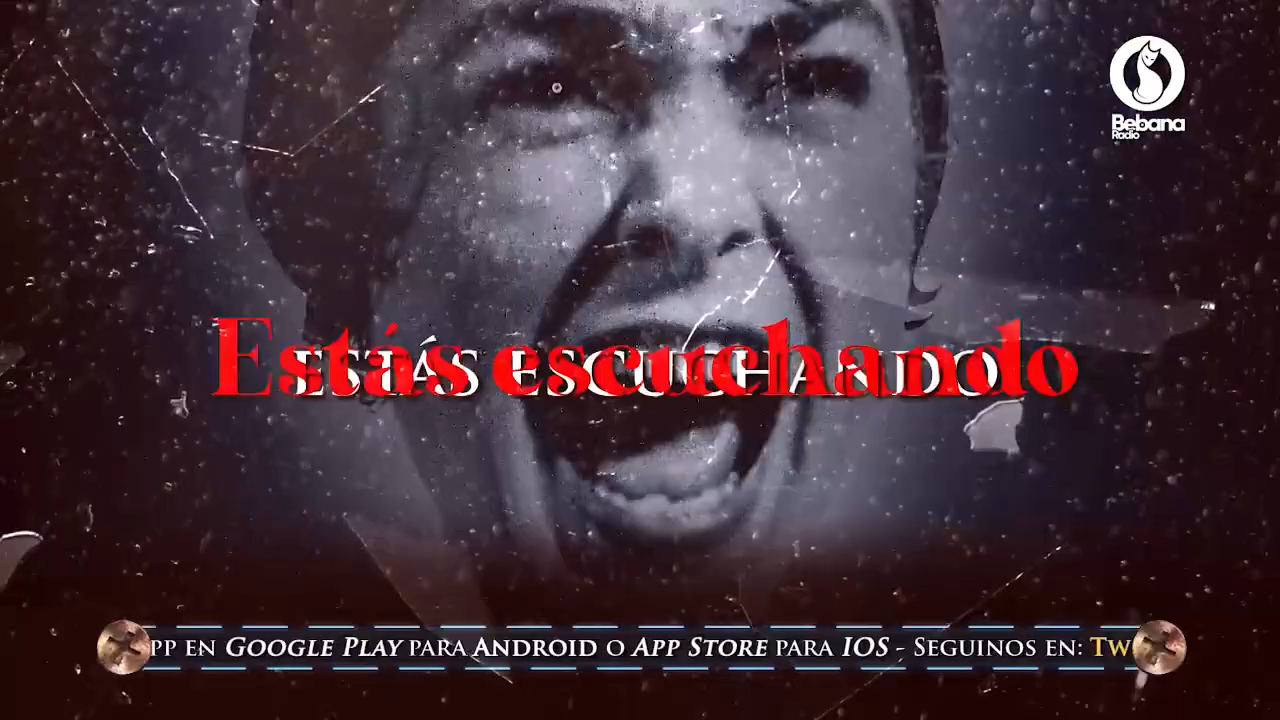 Bebana
Radio
Estás escuchando
ESTÁS ESCUCHANDO
PP EN GOOGLE PLAY PARA ANDROID O APP STORE PARA IOS - SEGUINOS EN: TW